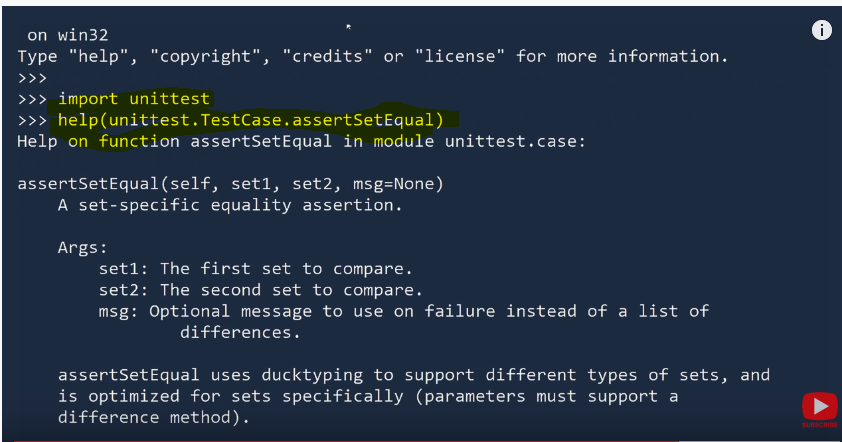 on win32
Type "help", "copyright", "credits" or "license" for more information.
>>>
>>> import unittest
>>> help(unittest.TestCase.assertSetEqual)
Help on function assertSetEqual in module unittest.case:
assertSetEqual(self, set1, set2, msg=None)
    A set-specific equality assertion.
    Args:
        set1: The first set to compare.
        set2: The second set to compare.
        msg: Optional message to use on failure instead of a list of
                differences.
    assertSetEqual uses ducktyping to support different types of sets, and
    is optimized for sets specifically (parameters must support a
    difference method).
SUBSCRIBE